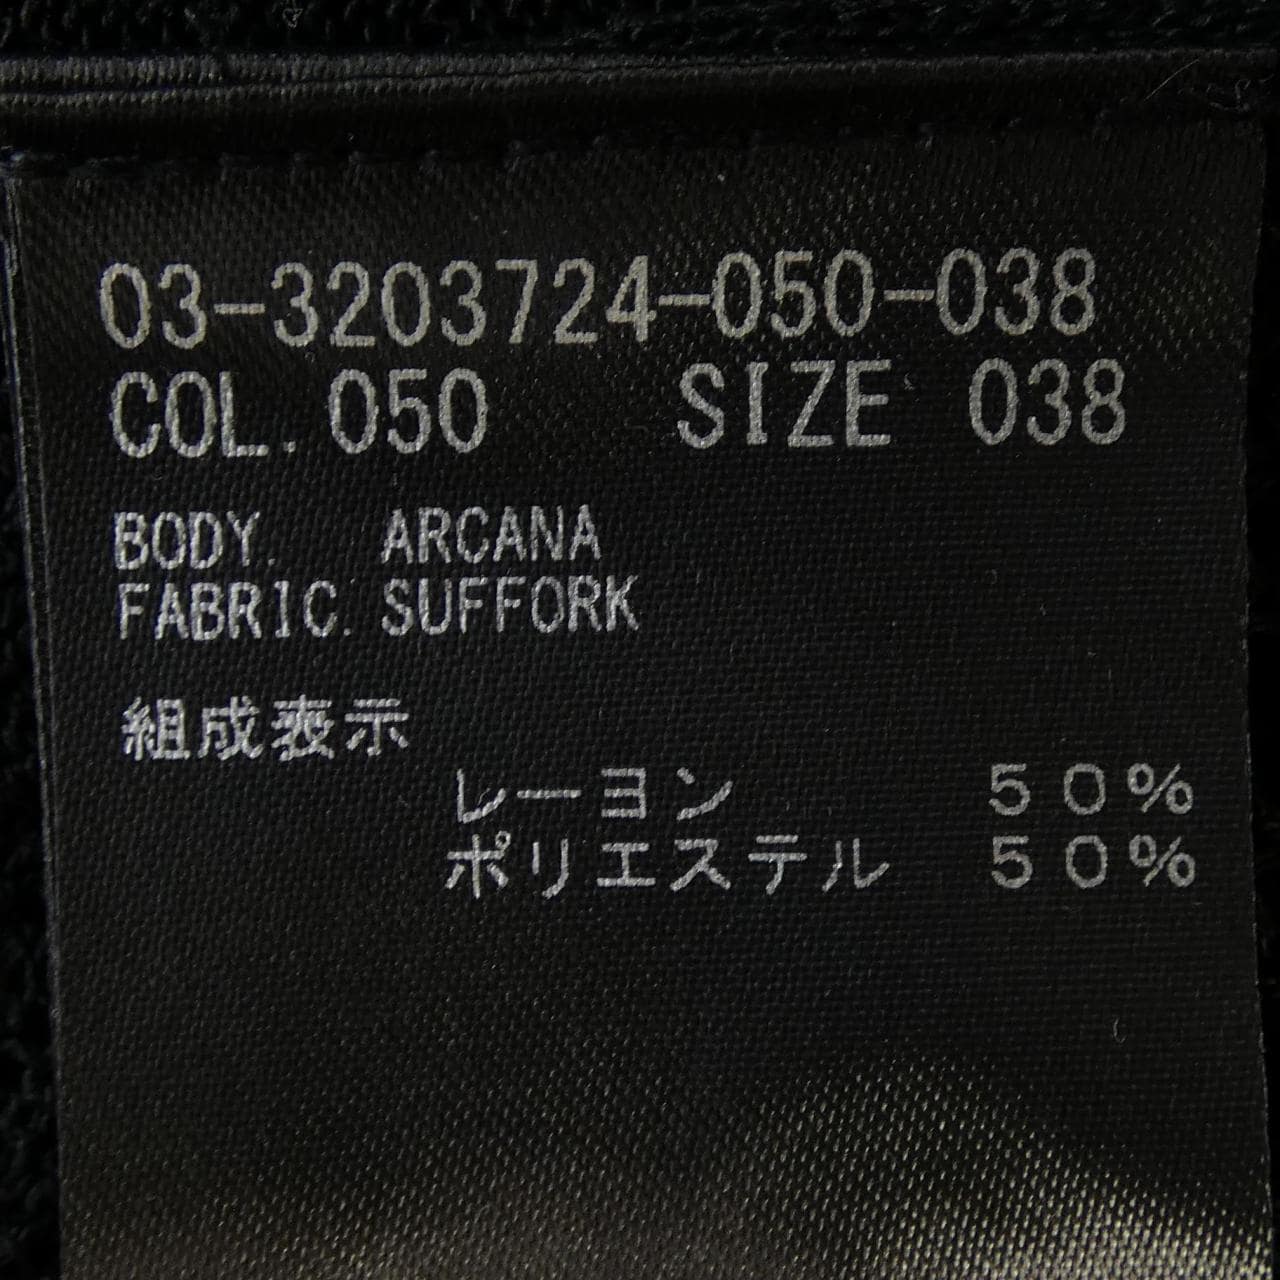 03-3203724-050-038
COL. 050 SIZE 038
BODY. ARCANA
FABRIC. SUFFORK
組成表示
レーヨン ５０％
ポリエステル ５０％